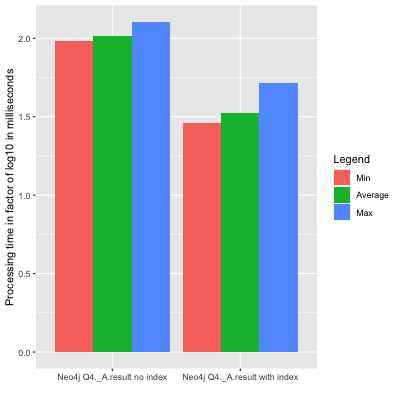 Processing time in factor of log10 in milliseconds
2.0
1.5
1.0
0.5
0.0
Neo4j Q4._A.result no index
Neo4j Q4._A.result with index
Legend
Min
Average
Max